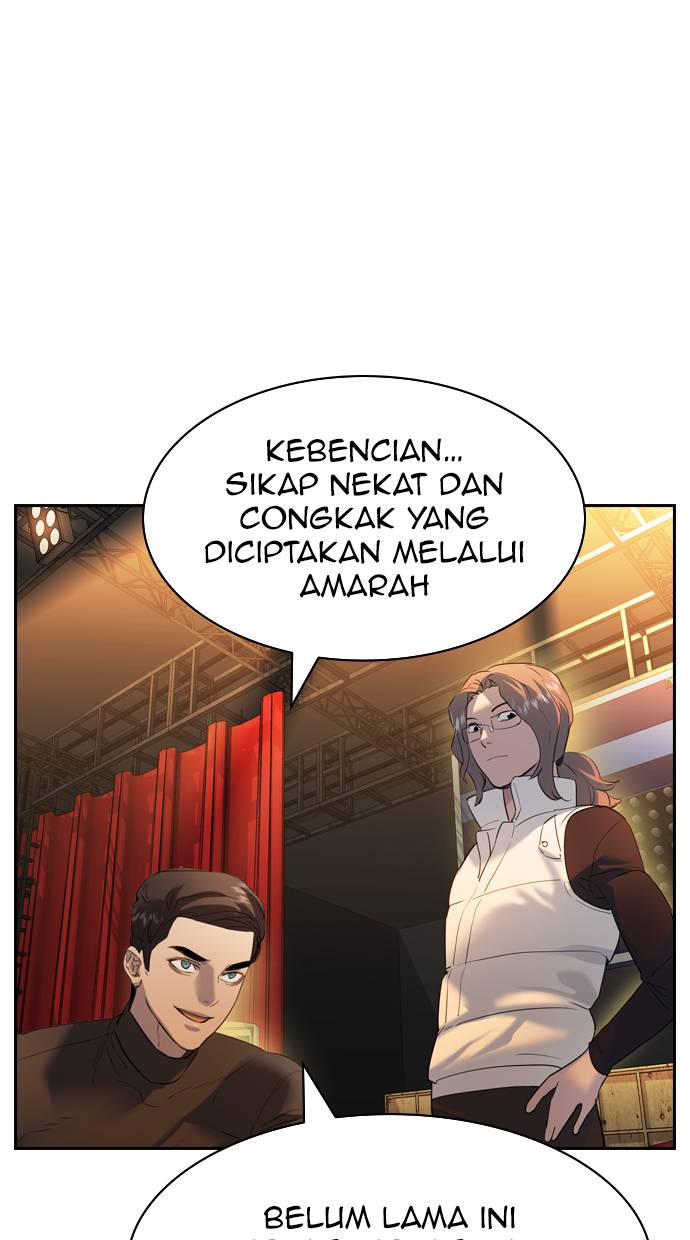 KEBENCIAN...
SIKAP NEKAT DAN
CONGKAK YANG
DICIPTAKAN MELALUI
AMARAH
BELUM LAMA INI